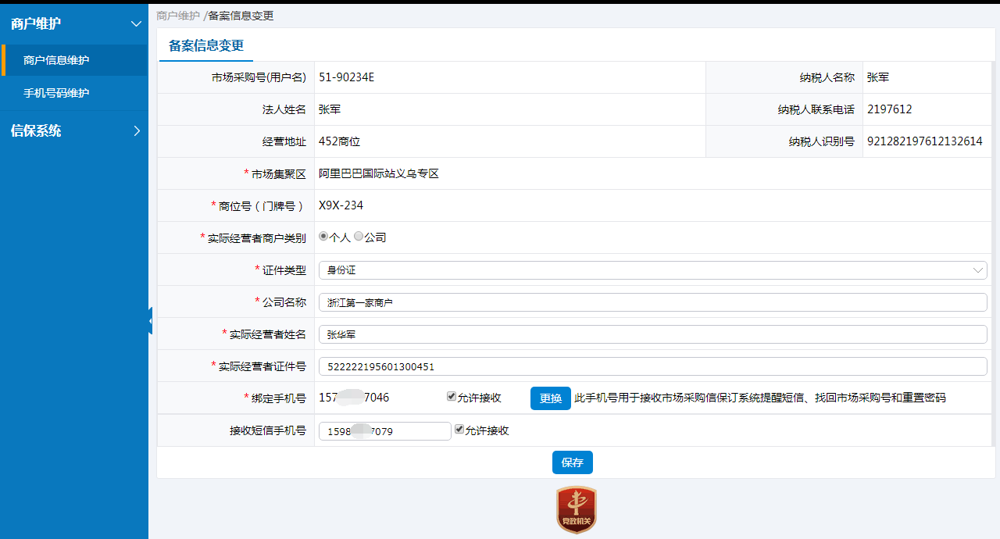 商户维护
商户信息维护
手机号码维护
信保系统
商户维护 /备案信息变更
备案信息变更
市场采购号(用户名) 51-90234E 纳税人名称 张军
法人姓名 张军 纳税人联系电话 2197612
经营地址 452商位 纳税人识别号 921282197612132614
* 市场集聚区 阿里巴巴国际站义乌专区
* 商位号（门牌号） X9X-234
* 实际经营者商户类别 个人 公司
* 证件类型 身份证
* 公司名称 浙江第一家商户
* 实际经营者姓名 张华军
* 实际经营者证件号 522222195601300451
* 绑定手机号 157 7046 允许接收 更换 此手机号用于接收市场采购信保订系统提醒短信、找回市场采购号和重置密码
接收短信手机号 1598 7079 允许接收
保存
党政机关